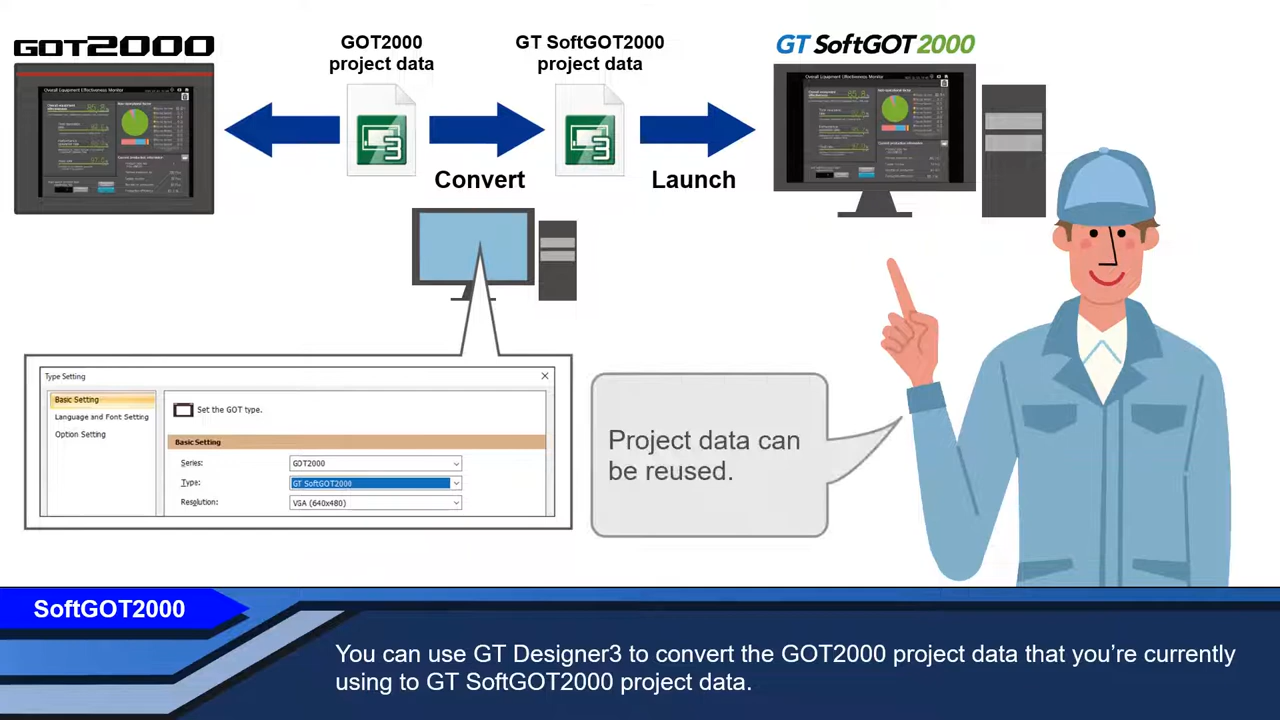 GOT2000
GOT2000
project data
GT SoftGOT2000
project data
GT SoftGOT2000
Convert
Launch
Type Setting
Basic Setting
Language and Font Setting
Option Setting
Set the GOT type.
Basic Setting
Series:
GOT2000
Type:
GT SoftGOT2000
Resolution:
VGA (640x480)
Project data can
be reused.
SoftGOT2000
You can use GT Designer3 to convert the GOT2000 project data that you’re currently
using to GT SoftGOT2000 project data.